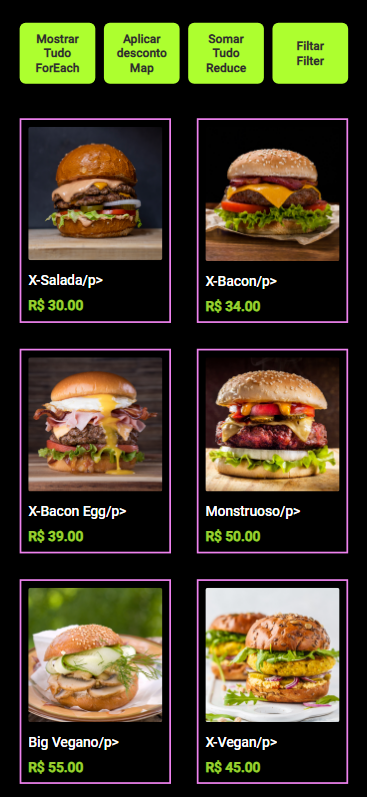 Mostrar
Tudo
ForEach
Aplicar
desconto
Map
Somar
Tudo
Reduce
Filtar
Filter
X-Salada/p>
R$ 30.00
X-Bacon/p>
R$ 34.00
X-Bacon Egg/p>
R$ 39.00
Monstruoso/p>
R$ 50.00
Big Vegano/p>
R$ 55.00
X-Vegan/p>
R$ 45.00